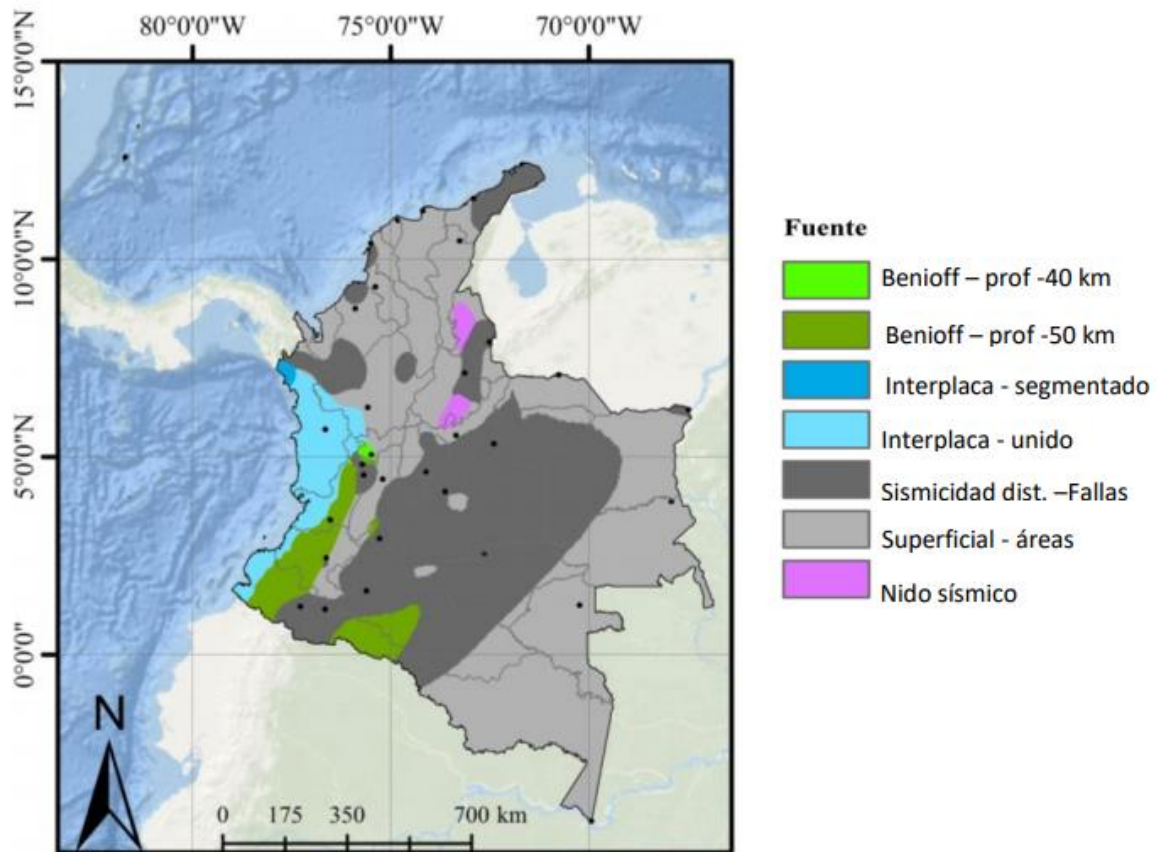 80°0'0"W 75°0'0"W 70°0'0"W
15°0'0"N
10°0'0"N
5°0'0"N
0°0'0"
N
0 175 350 700 km
Fuente
Benioff – prof -40 km
Benioff – prof -50 km
Interplaca - segmentado
Interplaca - unido
Sismicidad dist. –Fallas
Superficial - áreas
Nido sísmico